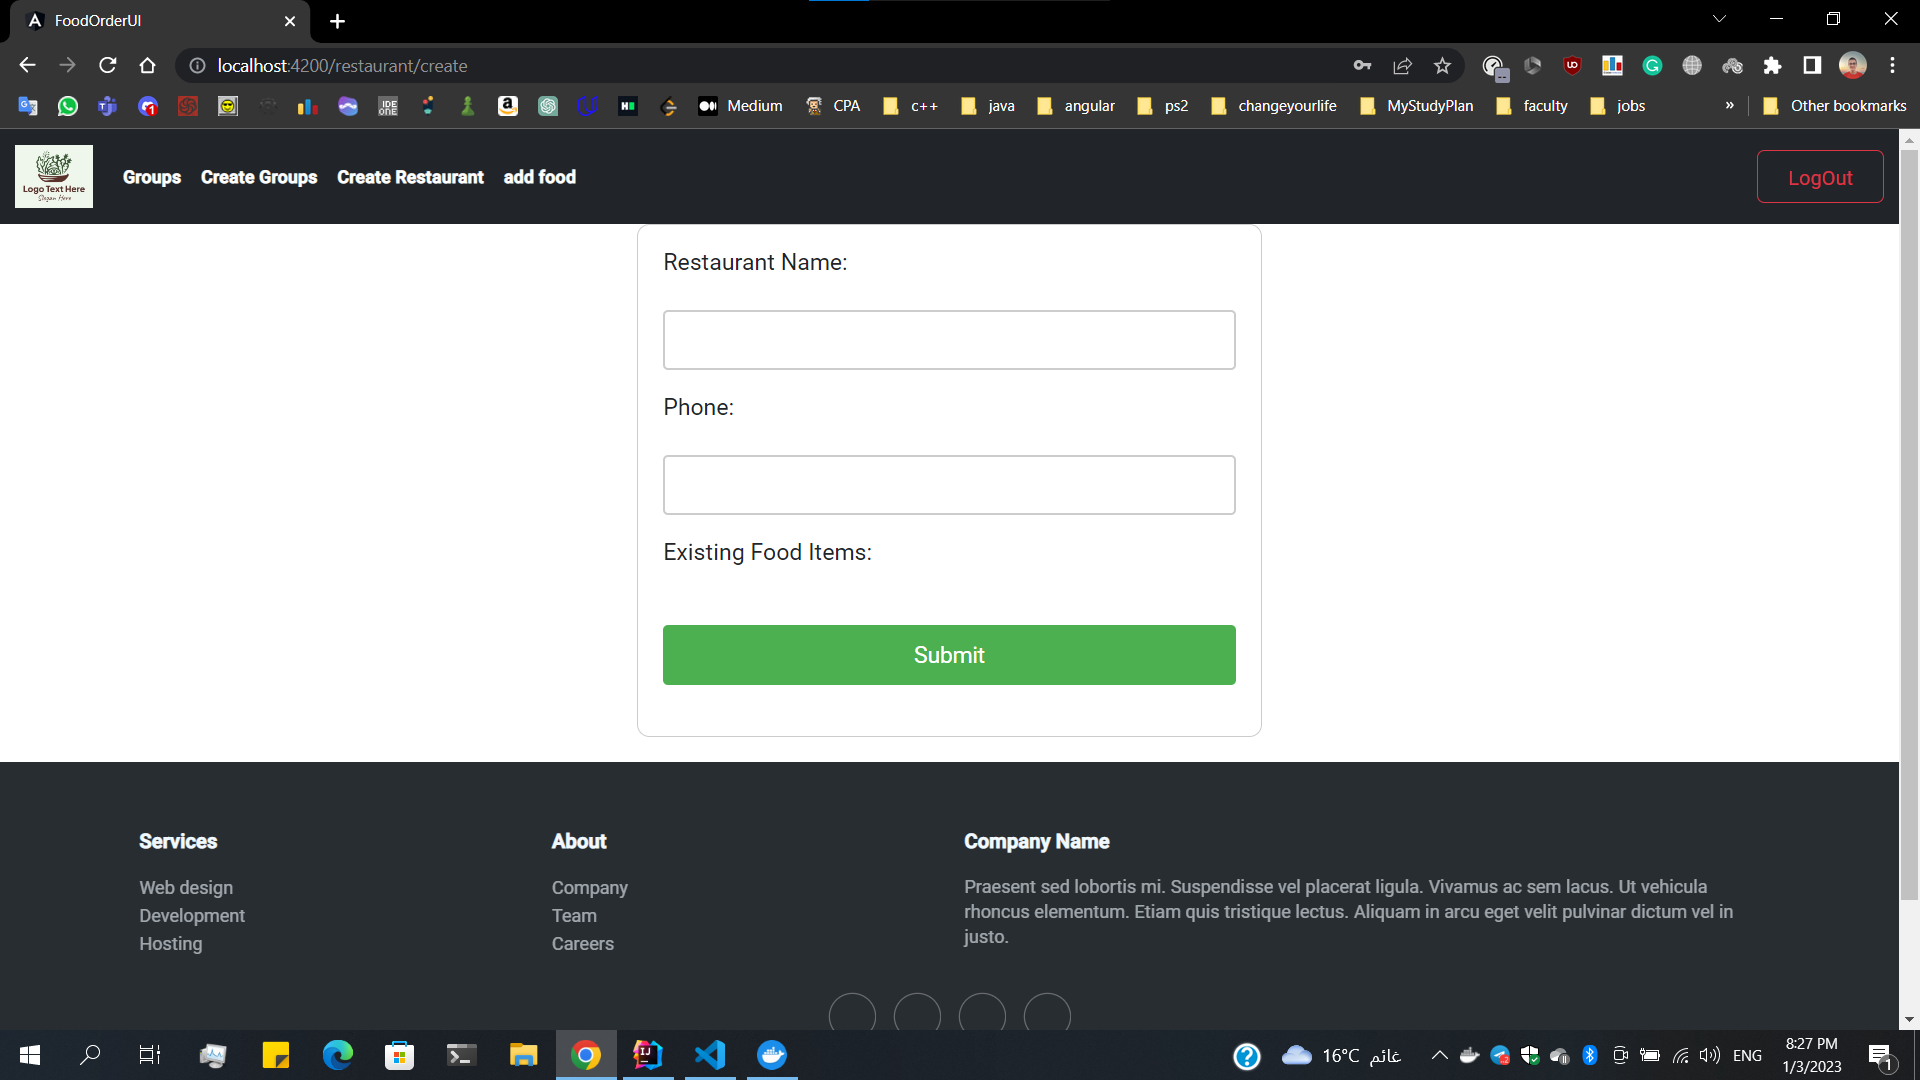 FoodOrderUI
localhost:4200/restaurant/create
Medium CPA c++ java angular ps2 changeyourlife MyStudyPlan faculty jobs » Other bookmarks
Logo Text Here
Slogan Here
Groups Create Groups Create Restaurant add food LogOut
Restaurant Name:
Phone:
Existing Food Items:
Submit
Services
Web design
Development
Hosting
About
Company
Team
Careers
Company Name
Praesent sed lobortis mi. Suspendisse vel placerat ligula. Vivamus ac sem lacus. Ut vehicula
rhoncus elementum. Etiam quis tristique lectus. Aliquam in arcu eget velit pulvinar dictum vel in
justo.
16°C غائم ENG 8:27 PM
1/3/2023
1